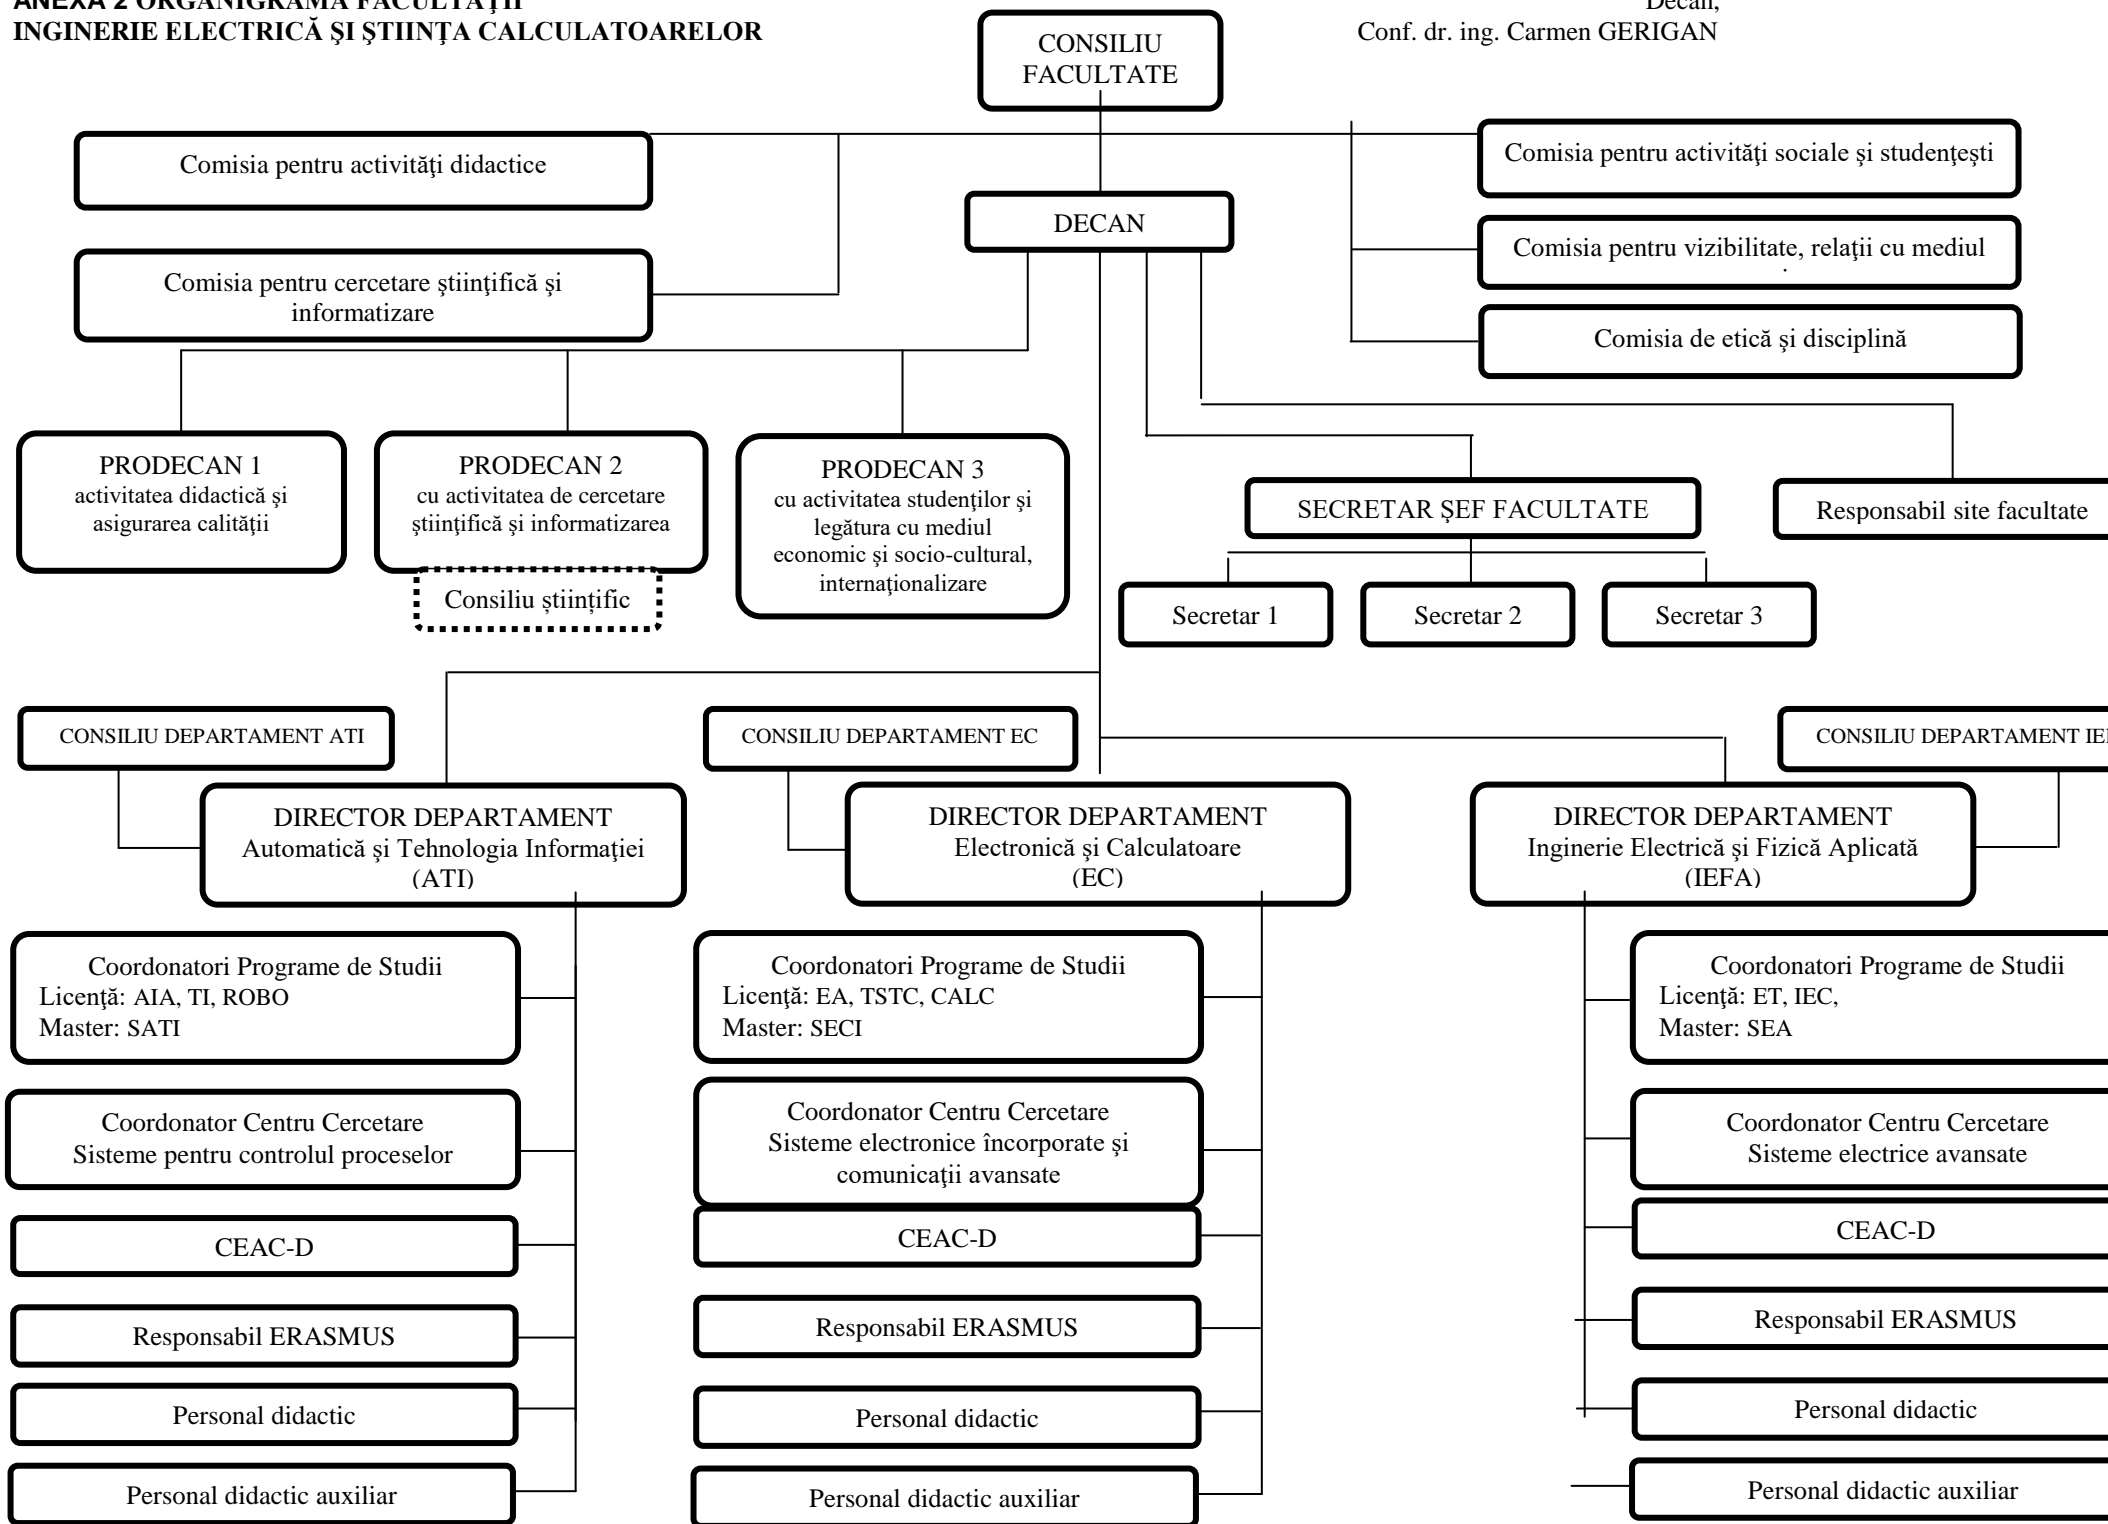 ANEXA 2 ORGANIGRAMA FACULTĂŢII
INGINERIE ELECTRICĂ ŞI ŞTIINŢA CALCULATOARELOR
Decan,
Conf. dr. ing. Carmen GERIGAN
CONSILIU
FACULTATE
Comisia pentru activităţi didactice
Comisia pentru activităţi sociale şi studenţeşti
DECAN
Comisia pentru vizibilitate, relaţii cu mediul
Comisia pentru cercetare ştiinţifică şi
informatizare
Comisia de etică şi disciplină
PRODECAN 1
activitatea didactică şi
asigurarea calităţii
PRODECAN 2
cu activitatea de cercetare
ştiinţifică şi informatizarea
Consiliu științific
PRODECAN 3
cu activitatea studenţilor şi
legătura cu mediul
economic şi socio-cultural,
internaţionalizare
SECRETAR ŞEF FACULTATE
Responsabil site facultate
Secretar 1
Secretar 2
Secretar 3
CONSILIU DEPARTAMENT ATI
CONSILIU DEPARTAMENT EC
CONSILIU DEPARTAMENT
DIRECTOR DEPARTAMENT
Automatică şi Tehnologia Informaţiei
(ATI)
DIRECTOR DEPARTAMENT
Electronică şi Calculatoare
(EC)
DIRECTOR DEPARTAMENT
Inginerie Electrică şi Fizică Aplicată
(IEFA)
Coordonatori Programe de Studii
Licenţă: AIA, TI, ROBO
Master: SATI
Coordonatori Programe de Studii
Licenţă: EA, TSTC, CALC
Master: SECI
Coordonatori Programe de Studii
Licenţă: ET, IEC,
Master: SEA
Coordonator Centru Cercetare
Sisteme pentru controlul proceselor
Coordonator Centru Cercetare
Sisteme electronice încorporate şi
comunicaţii avansate
Coordonator Centru Cercetare
Sisteme electrice avansate
CEAC-D
CEAC-D
CEAC-D
Responsabil ERASMUS
Responsabil ERASMUS
Responsabil ERASMUS
Personal didactic
Personal didactic
Personal didactic
Personal didactic auxiliar
Personal didactic auxiliar
Personal didactic auxiliar